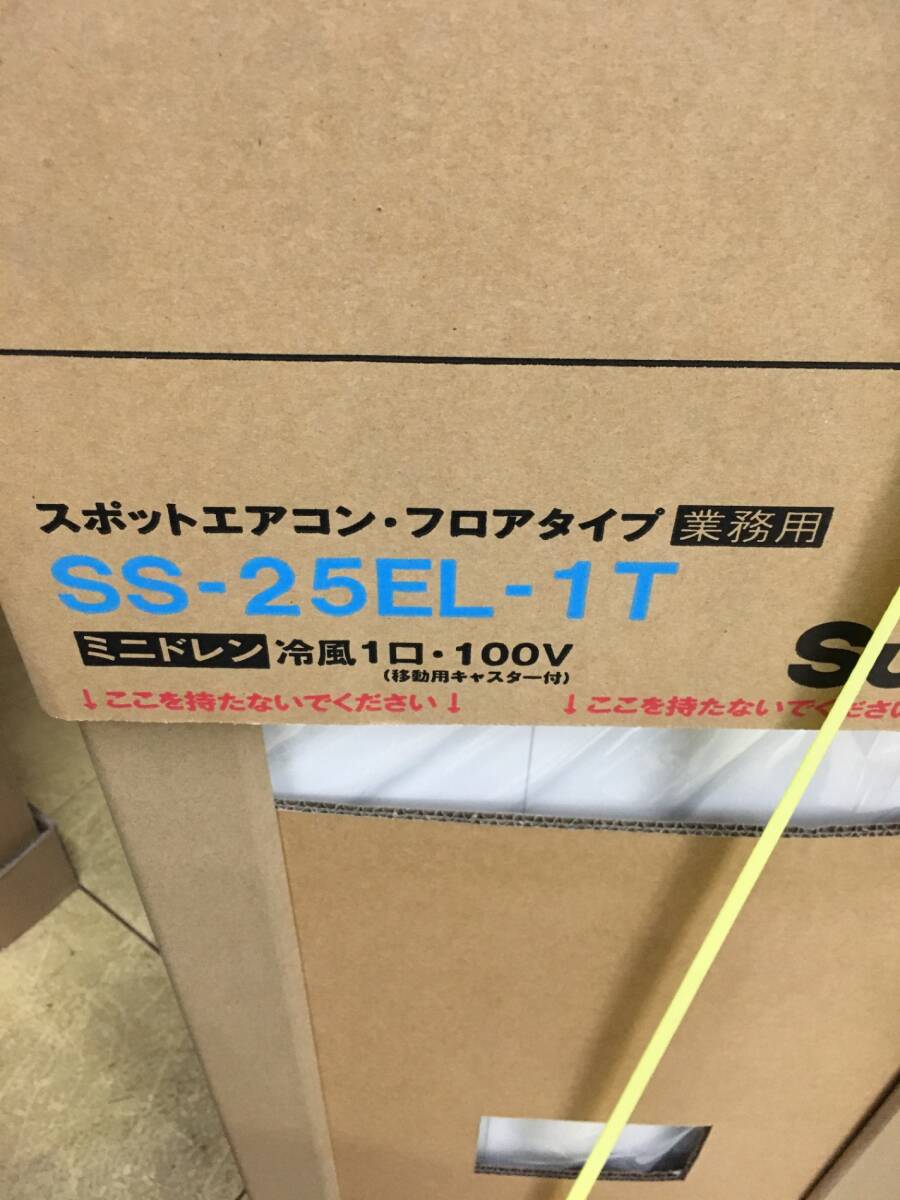 スポットエアコン・フロアタイプ 業務用
SS-25EL-1T
ミニドレン 冷風1口・100V
(移動用キャスター付)
↓ここを持たないでください↓ ↓ここを持たないでくださ